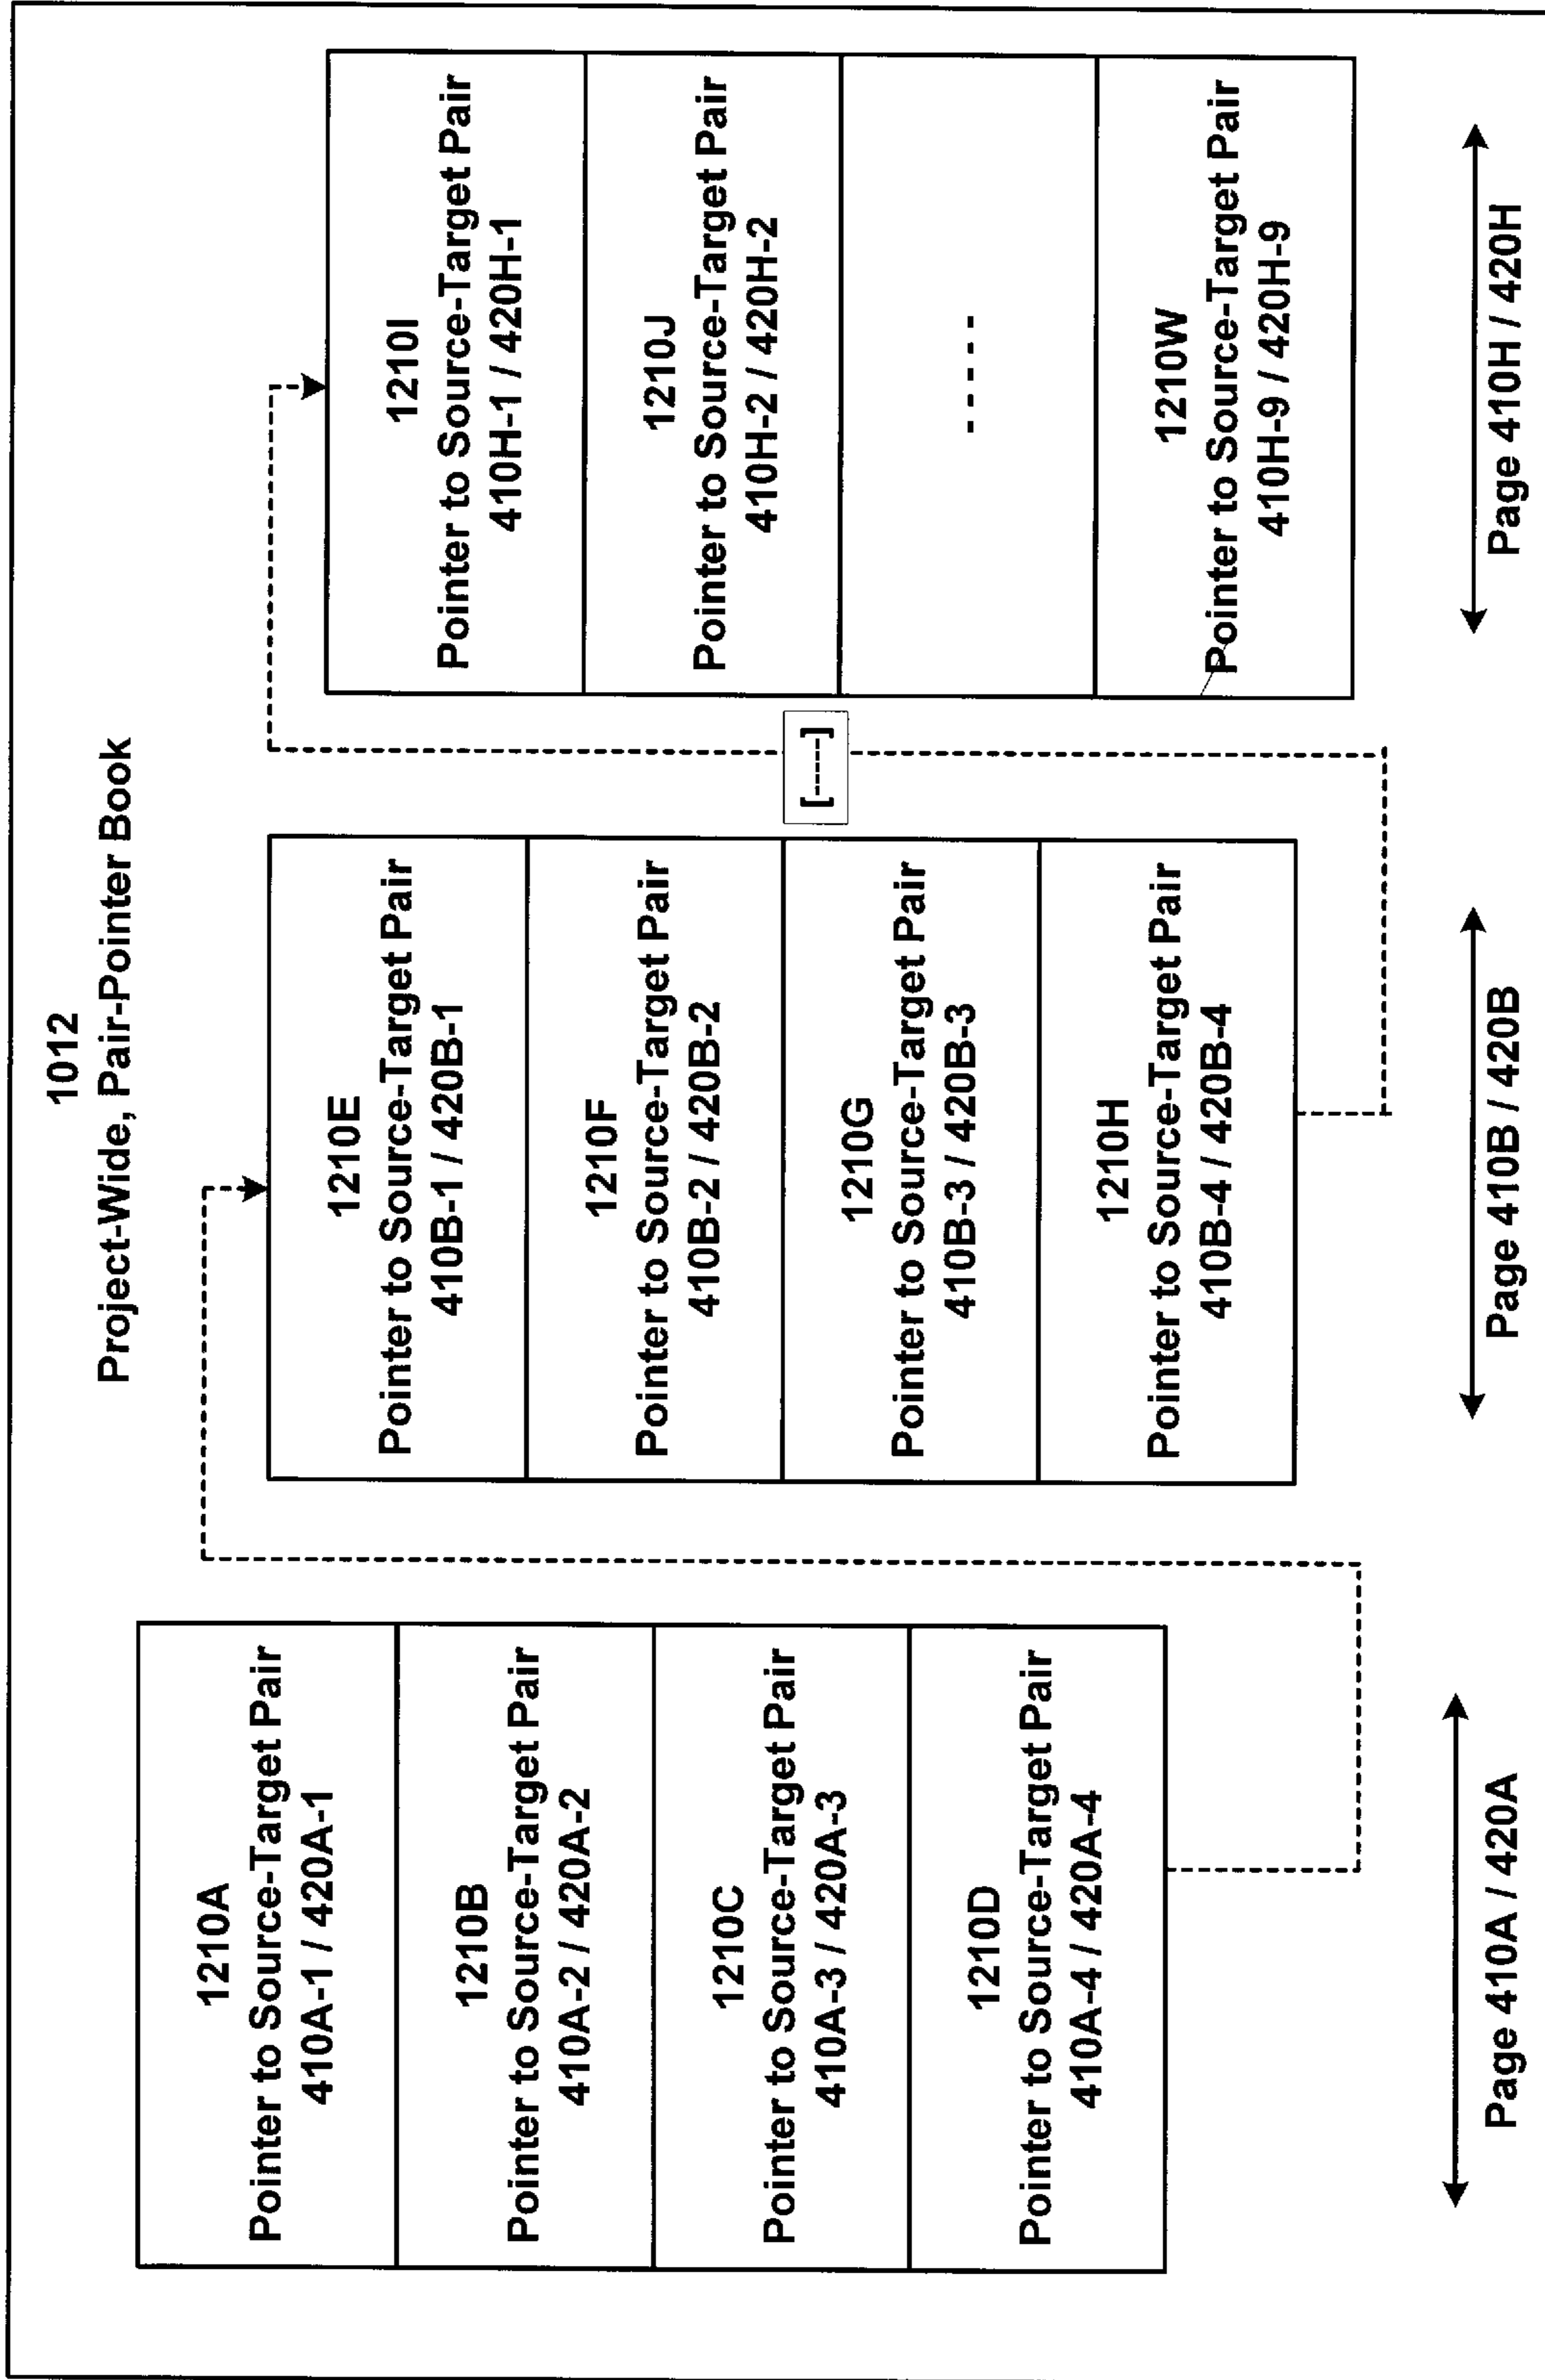 1012
Project-Wide, Pair-Pointer Book
1210A
Pointer to Source-Target Pair
410A-1 / 420A-1
1210B
Pointer to Source-Target Pair
410A-2 / 420A-2
1210C
Pointer to Source-Target Pair
410A-3 / 420A-3
1210D
Pointer to Source-Target Pair
410A-4 / 420A-4
Page 410A / 420A
1210E
Pointer to Source-Target Pair
410B-1 / 420B-1
1210F
Pointer to Source-Target Pair
410B-2 / 420B-2
1210G
Pointer to Source-Target Pair
410B-3 / 420B-3
1210H
Pointer to Source-Target Pair
410B-4 / 420B-4
Page 410B / 420B
[-----]
1210I
Pointer to Source-Target Pair
410H-1 / 420H-1
1210J
Pointer to Source-Target Pair
410H-2 / 420H-2
- - - - -
1210W
Pointer to Source-Target Pair
410H-9 / 420H-9
Page 410H / 420H